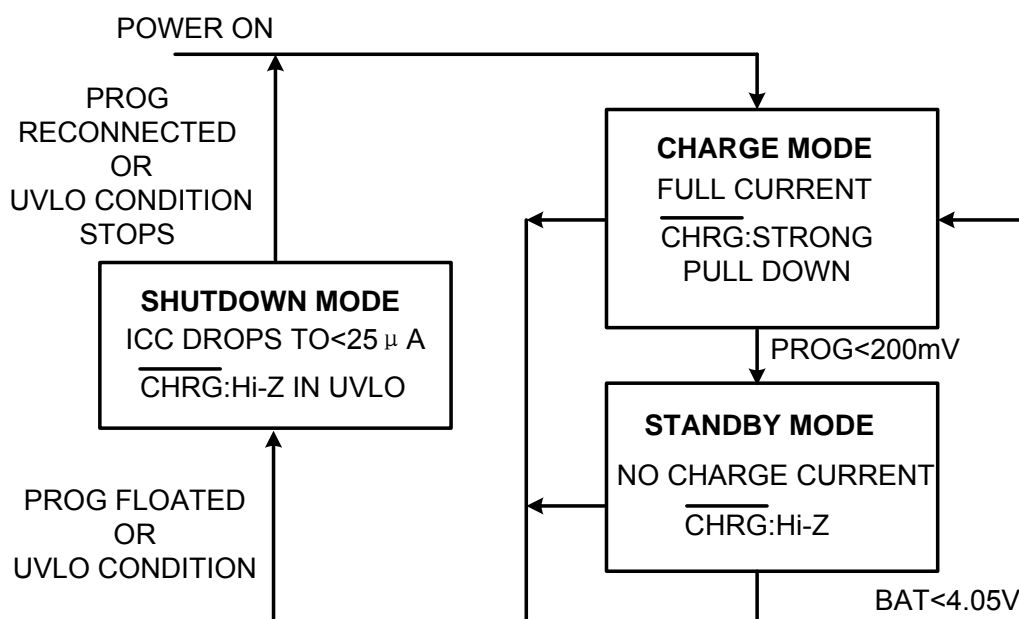 POWER ON
PROG
RECONNECTED
OR
UVLO CONDITION
STOPS
CHARGE MODE
FULL CURRENT
CHRG:STRONG
PULL DOWN
SHUTDOWN MODE
ICC DROPS TO<25μA
CHRG:Hi-Z IN UVLO
PROG<200mV
STANDBY MODE
NO CHARGE CURRENT
CHRG:Hi-Z
PROG FLOATED
OR
UVLO CONDITION
BAT<4.05V